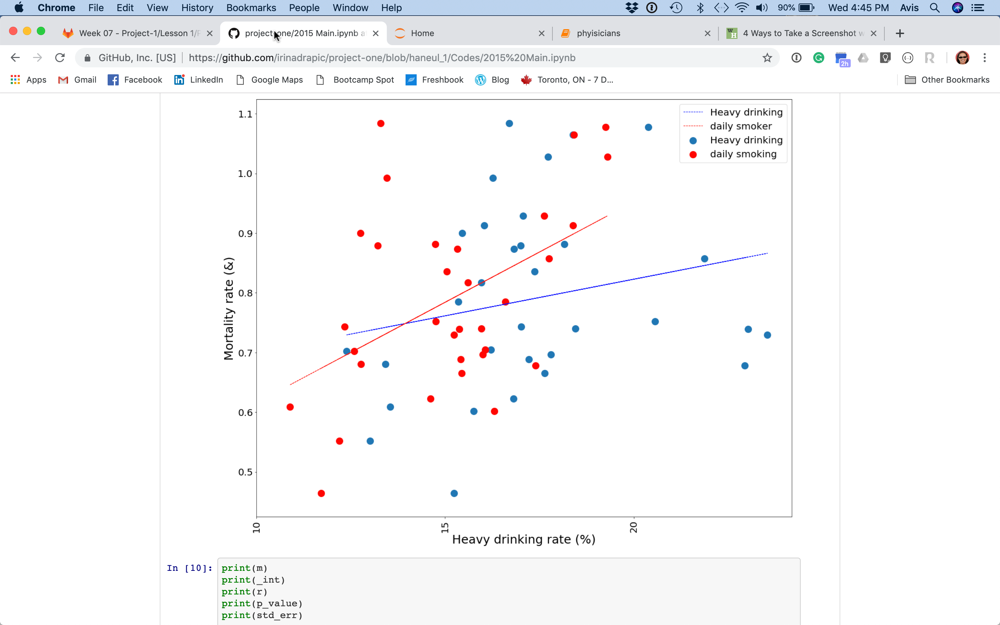 Chrome File Edit View History Bookmarks People Window Help 90% Wed 4:45 PM Avis
Week 07 - Project-1/Lesson 1/ project-one/2015 Main.ipynb a Home phyisicians 4 Ways to Take a Screenshot w
GitHub, Inc. [US] https://github.com/irinadrapic/project-one/blob/haneul_1/Codes/2015%20Main.ipynb 2h
Apps Gmail Facebook LinkedIn Google Maps Bootcamp Spot Freshbook Blog Toronto, ON - 7 D... Other Bookmarks
Heavy drinking
daily smoker
Heavy drinking
daily smoking
1.1
1.0
0.9
0.8
0.7
0.6
0.5
Mortality rate (&)
10 15 20
Heavy drinking rate (%)
In [10]: print(m)
print(_int)
print(r)
print(p_value)
print(std_err)